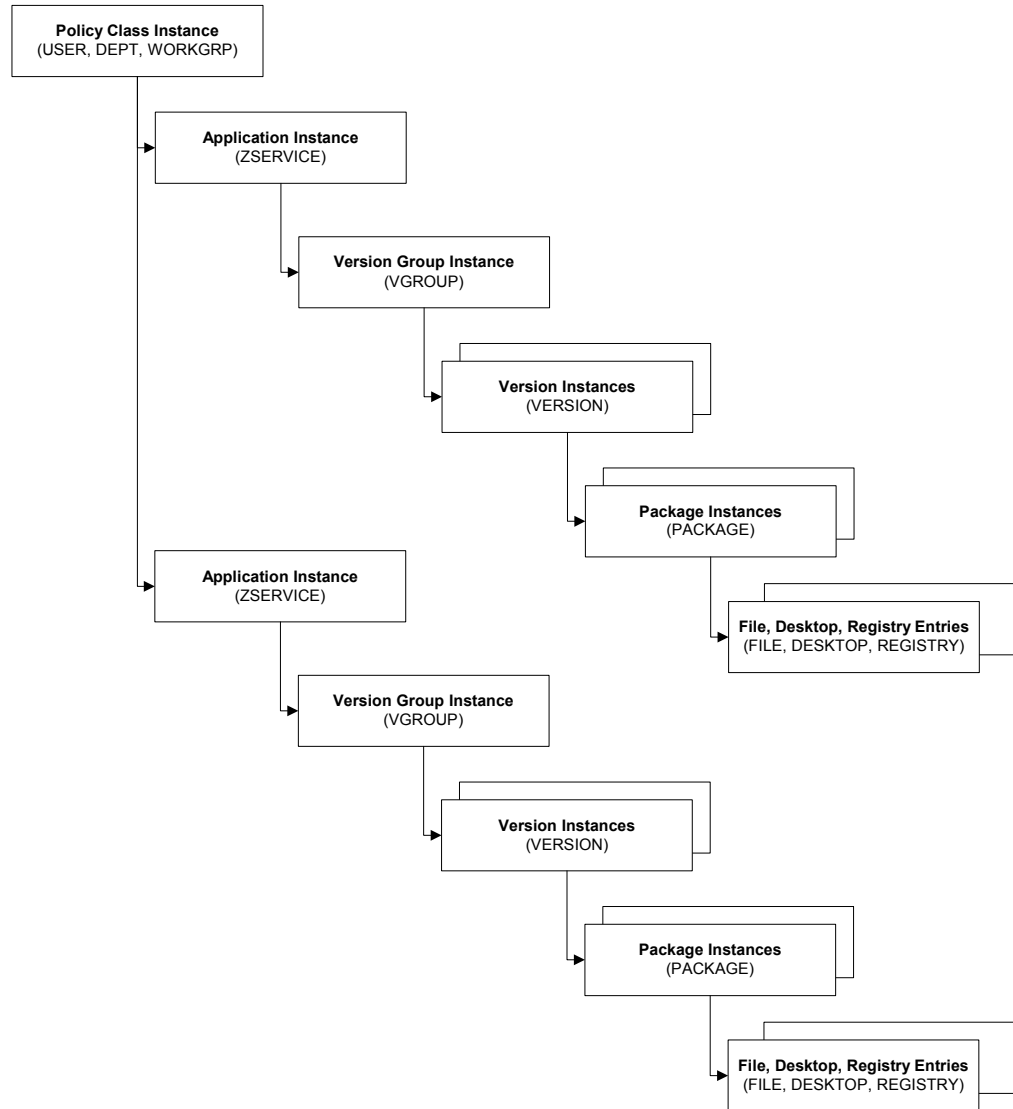 Policy Class Instance
(USER, DEPT, WORKGRP)
Application Instance
(ZSERVICE)
Version Group Instance
(VGROUP)
Version Instances
(VERSION)
Package Instances
(PACKAGE)
Application Instance
(ZSERVICE)
File, Desktop, Registry Entries
(FILE, DESKTOP, REGISTRY)
Version Group Instance
(VGROUP)
Version Instances
(VERSION)
Package Instances
(PACKAGE)
File, Desktop, Registry Entries
(FILE, DESKTOP, REGISTRY)